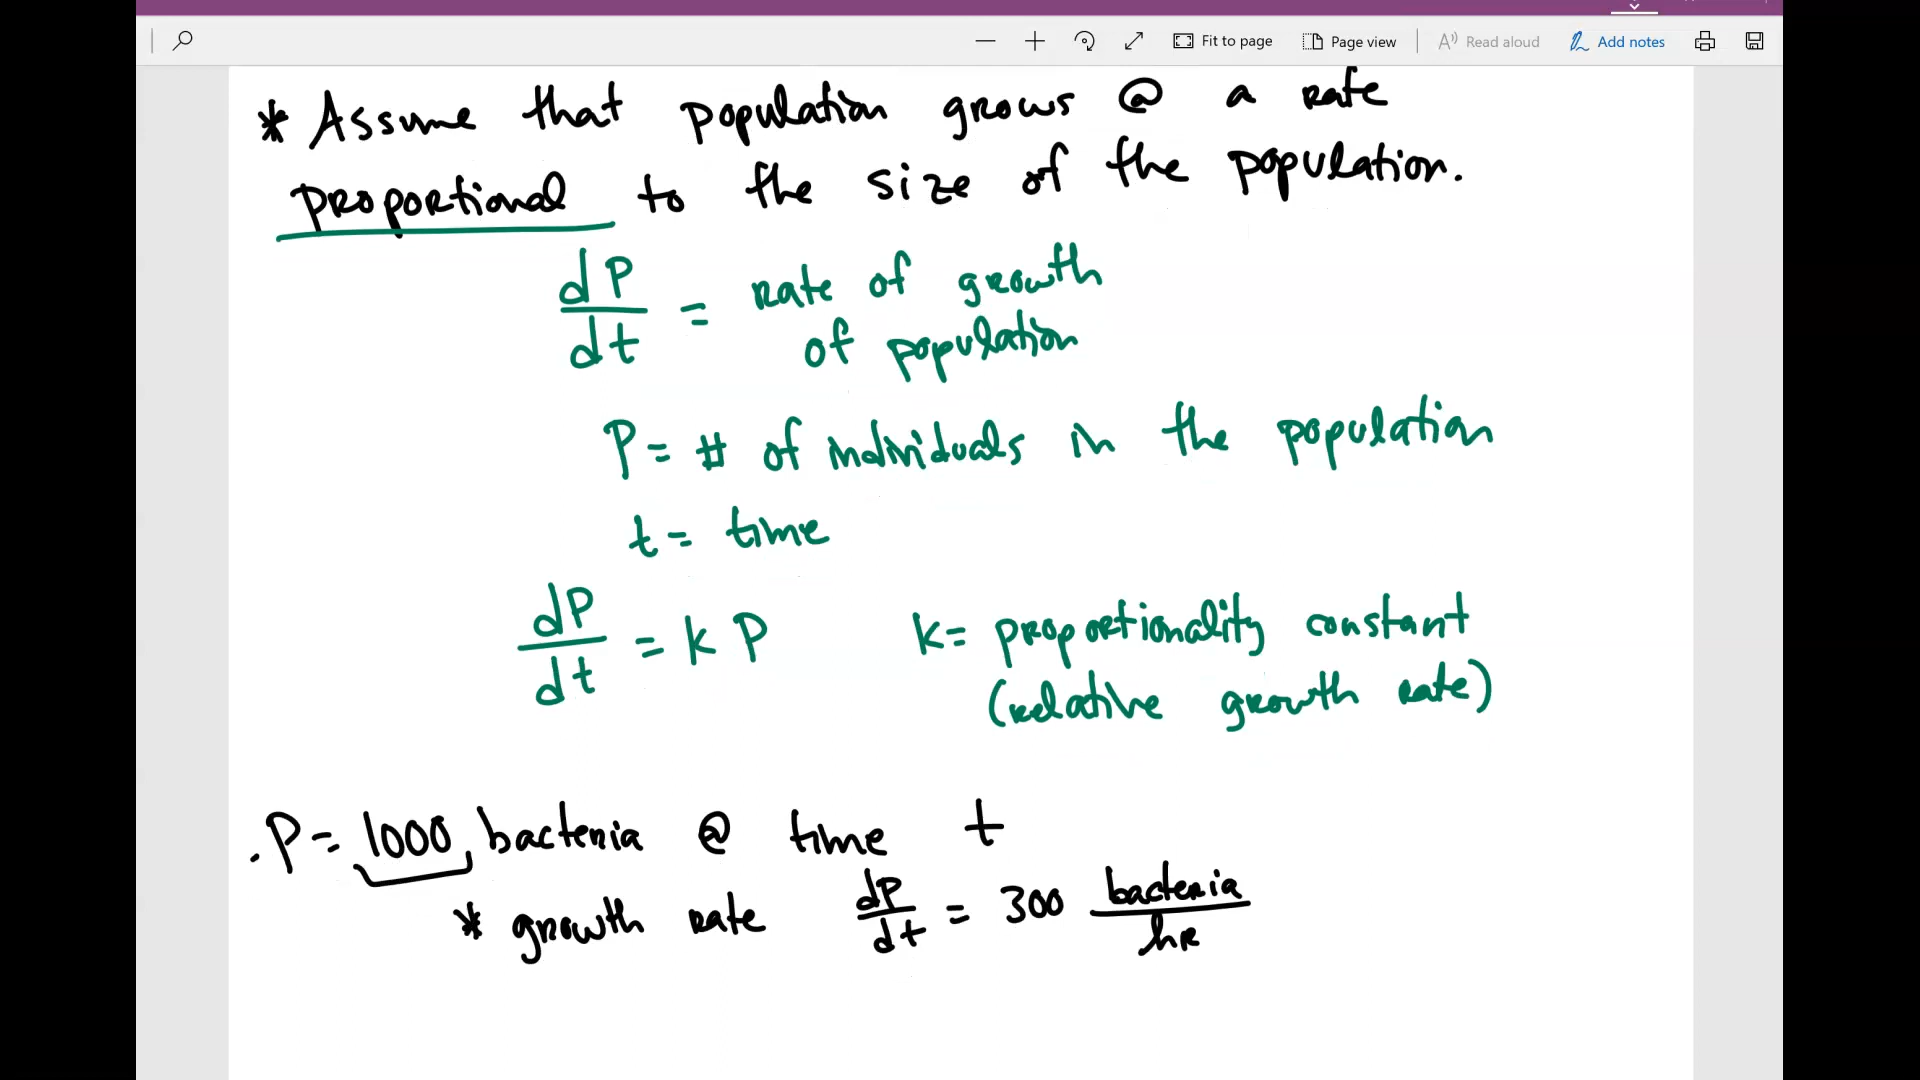 Fit to page
Page view
Read aloud
Add notes
* Assume that population grows @ a rate
proportional to the size of the population.
dP/dt = rate of growth
of population
P = # of individuals in the population
t = time
dP/dt = k P k = proportionality constant
(relative growth rate)
. P = 1000 bacteria @ time t
* growth rate dP/dt = 300 bacteria/hr